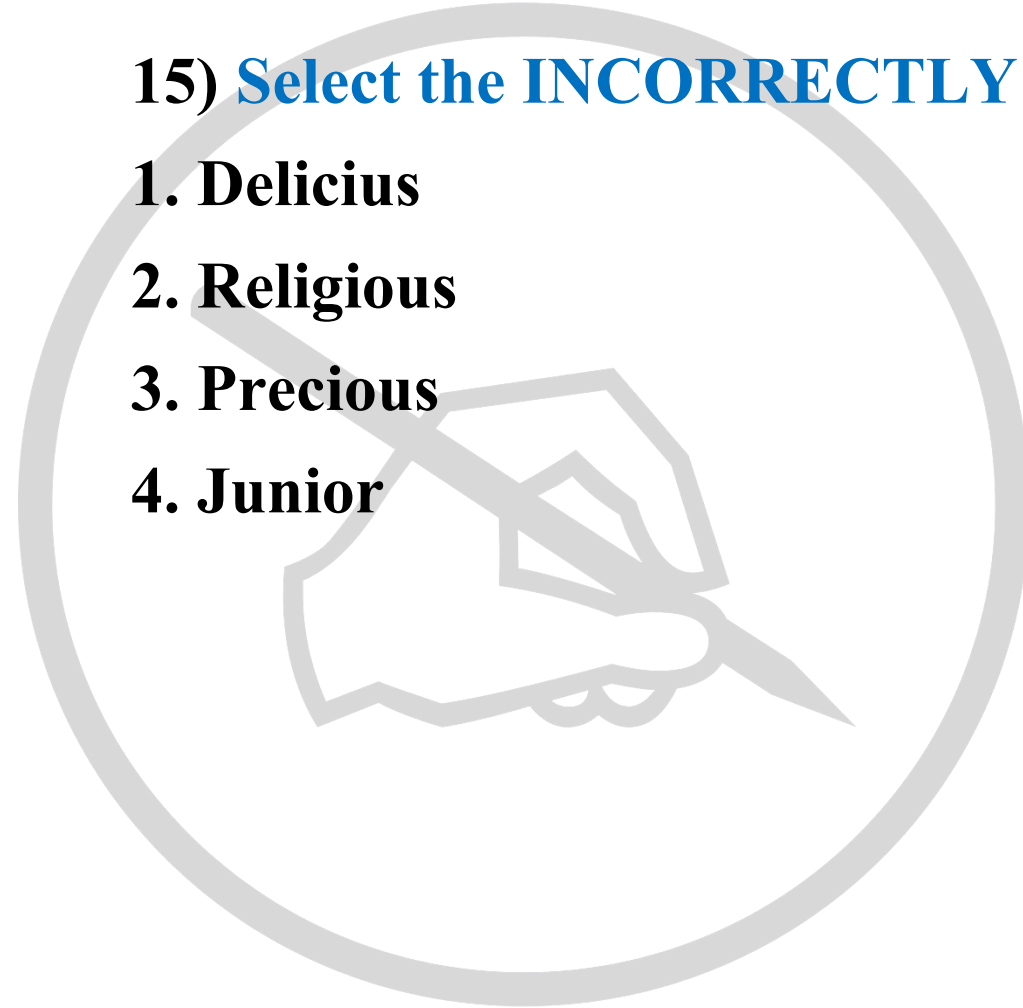 15) Select the INCORRECTLY
1. Delicius
2. Religious
3. Precious
4. Junior